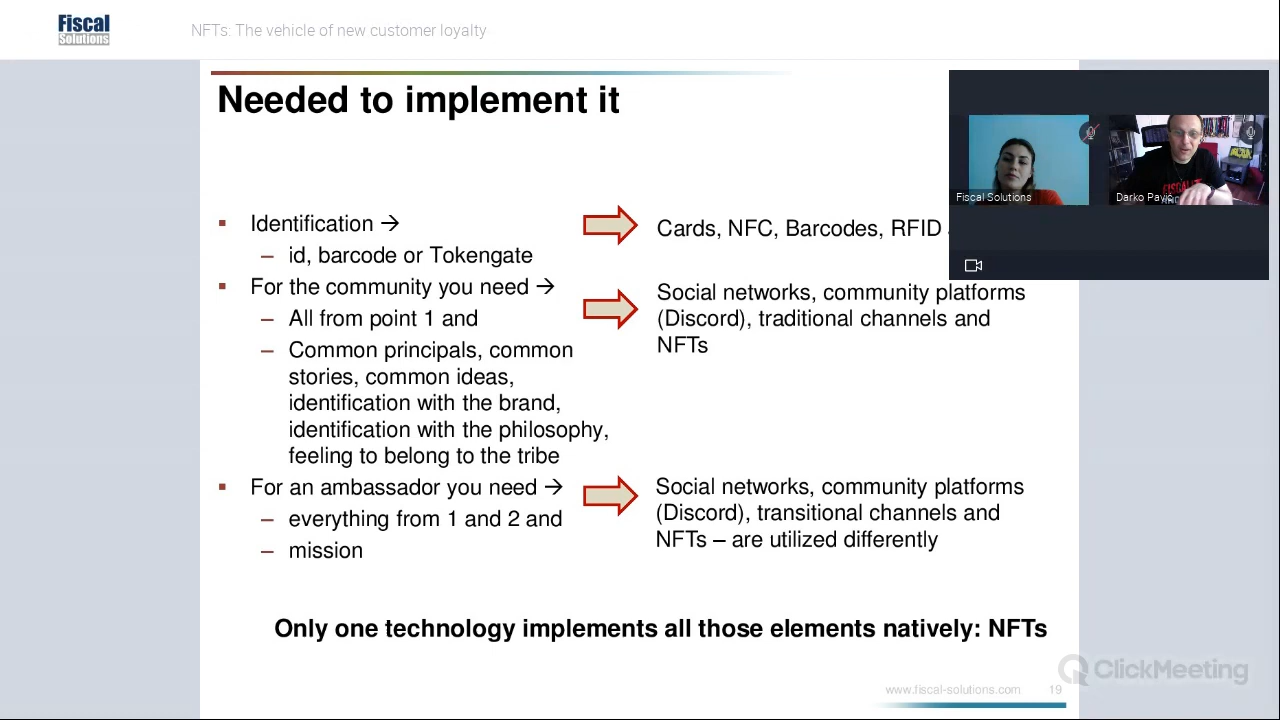 Fiscal
Solutions
NFTs: The vehicle of new customer loyalty
Needed to implement it
Identification →
– id, barcode or Tokengate
For the community you need →
– All from point 1 and
– Common principals, common
stories, common ideas,
identification with the brand,
identification with the philosophy,
feeling to belong to the tribe
For an ambassador you need →
– everything from 1 and 2 and
– mission
Cards, NFC, Barcodes, RFID
Social networks, community platforms
(Discord), traditional channels and
NFTs
Social networks, community platforms
(Discord), transitional channels and
NFTs – are utilized differently
Only one technology implements all those elements natively: NFTs
Fiscal Solutions
Darko Pavic
FISCAL
www.fiscal-solutions.com
19
ClickMeeting